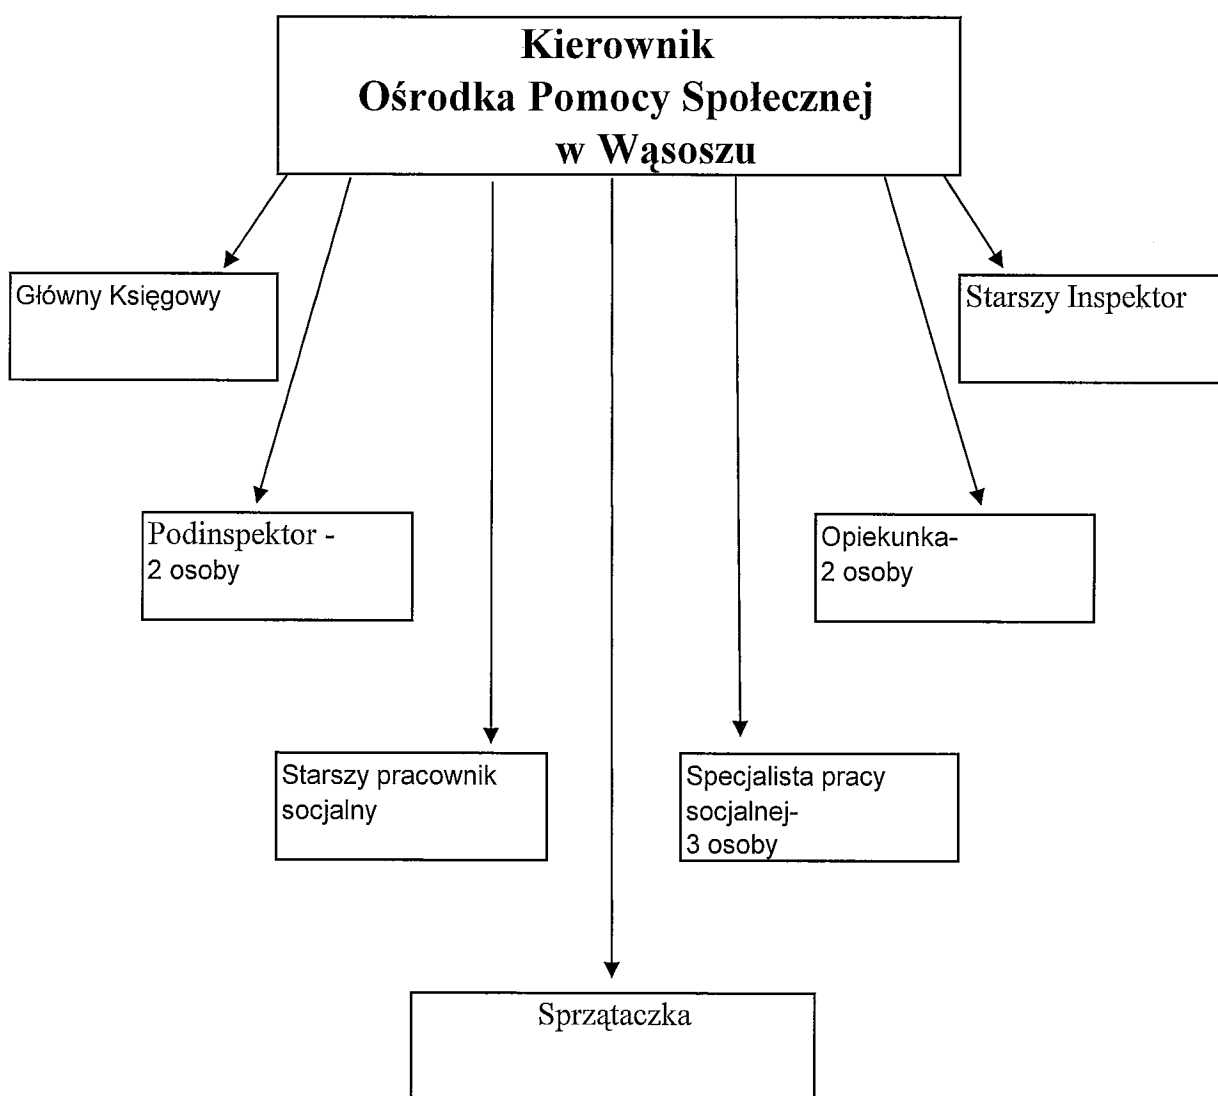 Kierownik
Ośrodka Pomocy Społecznej
w Wąsoszu
Główny Księgowy
Starszy Inspektor
Podinspektor -
2 osoby
Opiekunka-
2 osoby
Starszy pracownik
socjalny
Specjalista pracy
socjalnej-
3 osoby
Sprzątaczka